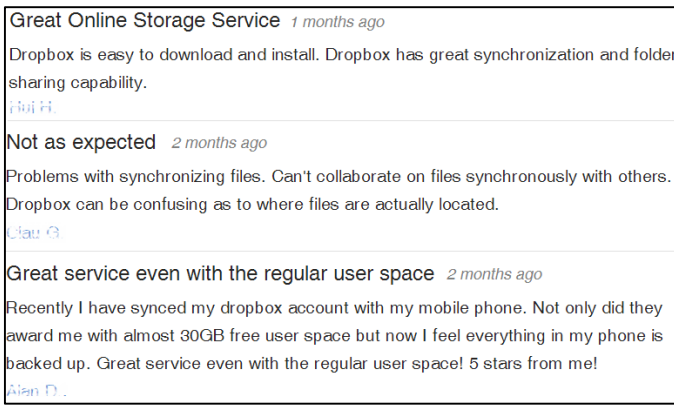 Great Online Storage Service 1 months ago
Dropbox is easy to download and install. Dropbox has great synchronization and folder
sharing capability.
Hui H.
Not as expected 2 months ago
Problems with synchronizing files. Can't collaborate on files synchronously with others.
Dropbox can be confusing as to where files are actually located.
G.
Great service even with the regular user space 2 months ago
Recently I have synced my dropbox account with my mobile phone. Not only did they
award me with almost 30GB free user space but now I feel everything in my phone is
backed up. Great service even with the regular user space! 5 stars from me!
Alan D.